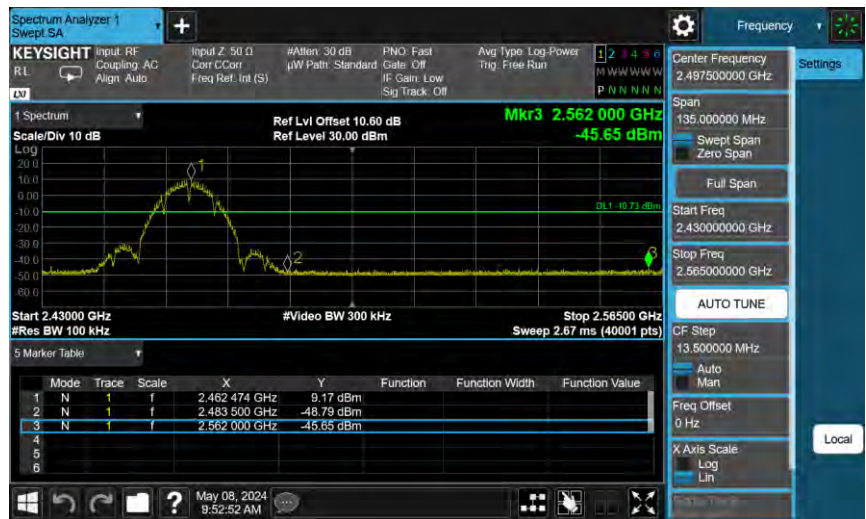 Spectrum Analyzer 1
Swept SA
+
Frequency
KEYSIGHT
RL
LXI
Input: RF
Coupling: AC
Align: Auto
Input Z: 50 Ω
Corr CCorr
Freq Ref: Int (S)
#Atten: 30 dB
µW Path: Standard
PNO: Fast
Gate: Off
IF Gain: Low
Sig Track: Off
Avg Type: Log-Power
Trig: Free Run
1 2 3 4 5 6
M W W W W W
P N N N N N
1 Spectrum
Scale/Div 10 dB
Ref Lvl Offset 10.60 dB
Ref Level 30.00 dBm
Mkr3 2.562 000 GHz
-45.65 dBm
Log
20.0
10.0
0.00
-10.0
-20.0
-30.0
-40.0
-50.0
-60.0
1
2
3
DL1 -10.73 dBm
Start 2.43000 GHz
#Res BW 100 kHz
#Video BW 300 kHz
Stop 2.56500 GHz
Sweep 2.67 ms (40001 pts)
5 Marker Table
Mode Trace Scale X Y Function Function Width Function Value
1 N 1 f 2.462 474 GHz 9.17 dBm
2 N 1 f 2.483 500 GHz -48.79 dBm
3 N 1 f 2.562 000 GHz -45.65 dBm
4
5
6
?
May 08, 2024
9:52:52 AM
Center Frequency
2.497500000 GHz
Settings
Span
135.000000 MHz
Swept Span
Zero Span
Full Span
Start Freq
2.430000000 GHz
Stop Freq
2.565000000 GHz
AUTO TUNE
CF Step
13.500000 MHz
Auto
Man
Freq Offset
0 Hz
X Axis Scale
Log
Lin
Local